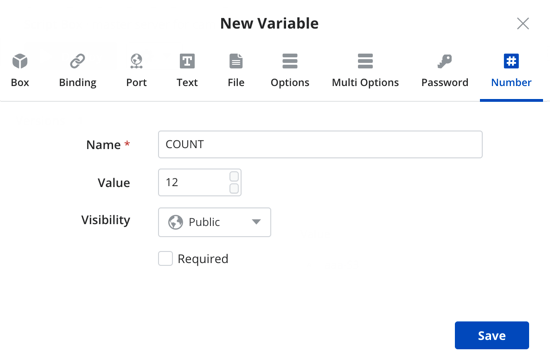 New Variable
Box Binding Port Text File Options Multi Options Password Number
Name * COUNT
Value 12
Visibility Public
Required
Save